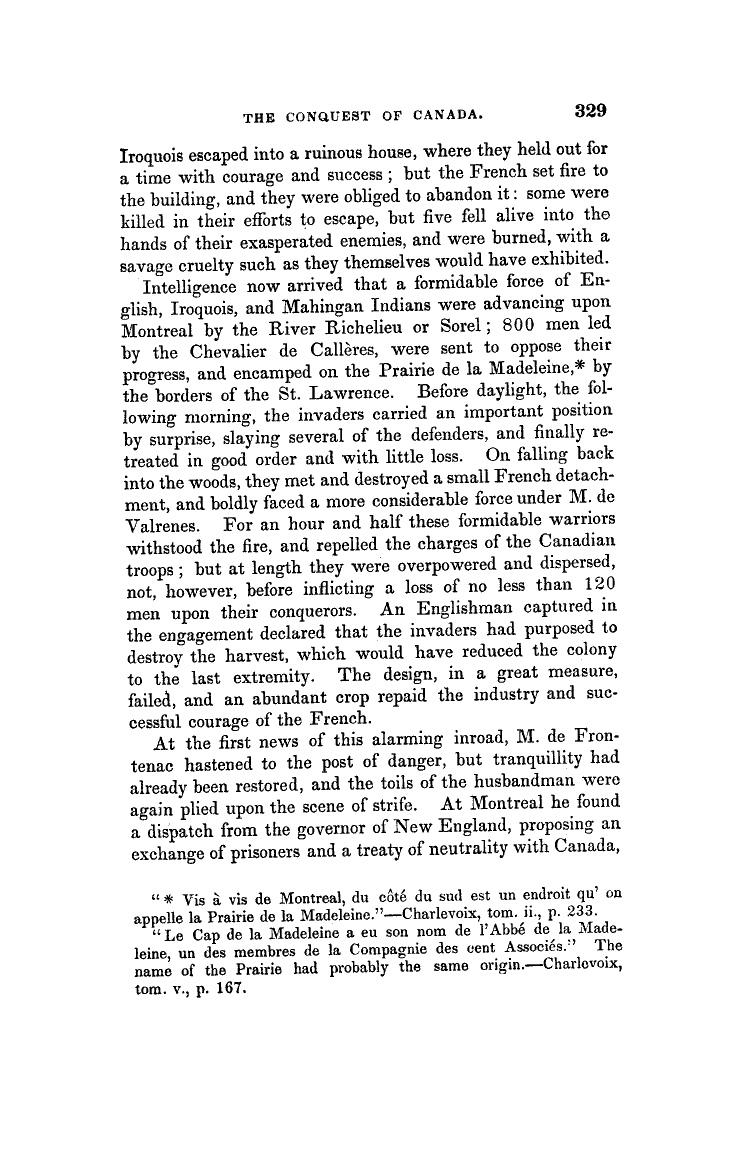 THE CONQUEST OF CANADA. 329
Iroquois escaped into a ruinous house, where they held out for
a time with courage and success ; but the French set fire to
the building, and they were obliged to abandon it : some were
killed in their efforts to escape, but five fell alive into the
hands of their exasperated enemies, and were burned, with a
savage cruelty such as they themselves would have exhibited.
Intelligence now arrived that a formidable force of En-
glish, Iroquois, and Mahingan Indians were advancing upon
Montreal by the River Richelieu or Sorel ; 800 men led
by the Chevalier de Callères, were sent to oppose their
progress, and encamped on the Prairie de la Madeleine,* by
the borders of the St. Lawrence. Before daylight, the fol-
lowing morning, the invaders carried an important position
by surprise, slaying several of the defenders, and finally re-
treated in good order and with little loss. On falling back
into the woods, they met and destroyed a small French detach-
ment, and boldly faced a more considerable force under M. de
Valrenes. For an hour and half these formidable warriors
withstood the fire, and repelled the charges of the Canadian
troops ; but at length they were overpowered and dispersed,
not, however, before inflicting a loss of no less than 120
men upon their conquerors. An Englishman captured in
the engagement declared that the invaders had purposed to
destroy the harvest, which would have reduced the colony
to the last extremity. The design, in a great measure,
failed, and an abundant crop repaid the industry and suc-
cessful courage of the French.
At the first news of this alarming inroad, M. de Fron-
tenac hastened to the post of danger, but tranquillity had
already been restored, and the toils of the husbandman were
again plied upon the scene of strife. At Montreal he found
a dispatch from the governor of New England, proposing an
exchange of prisoners and a treaty of neutrality with Canada,
"* Vis à vis de Montreal, du côté du sud est un endroit qu' on
appelle la Prairie de la Madeleine."—Charlevoix, tom. ii., p. 233.
"Le Cap de la Madeleine a eu son nom de l'Abbé de la Made-
leine, un des membres de la Compagnie des cent Associés." The
name of the Prairie had probably the same origin.—Charlevoix,
tom. v., p. 167.